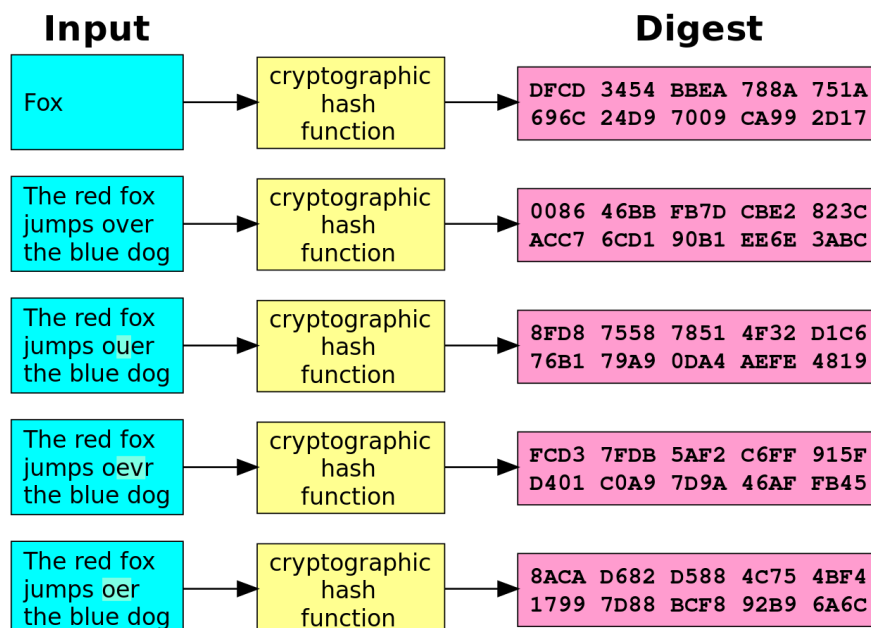 Input
Digest
Fox
cryptographic
hash
function
DFCD 3454 BBEA 788A 751A
696C 24D9 7009 CA99 2D17
The red fox
jumps over
the blue dog
cryptographic
hash
function
0086 46BB FB7D CBE2 823C
ACC7 6CD1 90B1 EE6E 3ABC
The red fox
jumps ouer
the blue dog
cryptographic
hash
function
8FD8 7558 7851 4F32 D1C6
76B1 79A9 0DA4 AEFE 4819
The red fox
jumps oevr
the blue dog
cryptographic
hash
function
FCD3 7FDB 5AF2 C6FF 915F
D401 C0A9 7D9A 46AF FB45
The red fox
jumps oer
the blue dog
cryptographic
hash
function
8ACA D682 D588 4C75 4BF4
1799 7D88 BCF8 92B9 6A6C